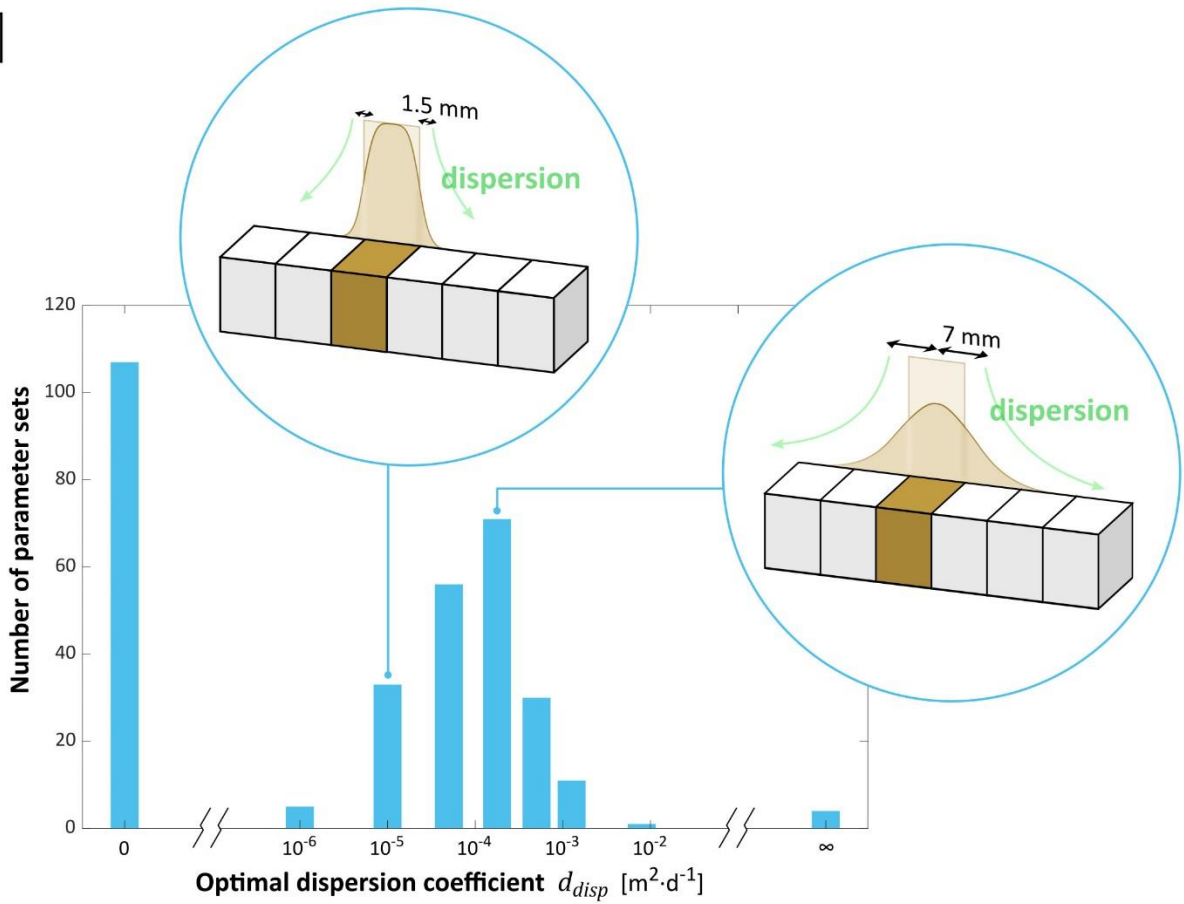 1.5 mm
dispersion
7 mm
dispersion
Number of parameter sets
120
100
80
60
40
20
0
0 10⁻⁶ 10⁻⁵ 10⁻⁴ 10⁻³ 10⁻² ∞
Optimal dispersion coefficient d_disp [m²·d⁻¹]